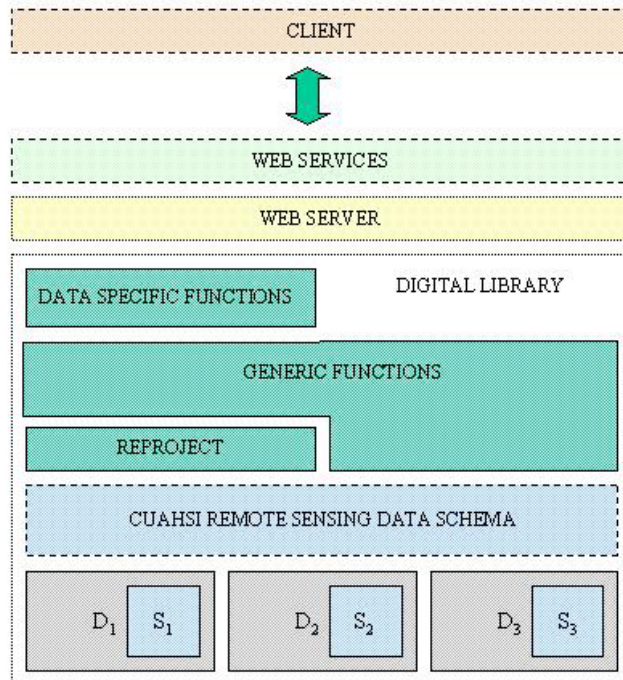 CLIENT
WEB SERVICES
WEB SERVER
DIGITAL LIBRARY
DATA SPECIFIC FUNCTIONS
GENERIC FUNCTIONS
REPROJECT
CUAHSI REMOTE SENSING DATA SCHEMA
D₁ S₁ D₂ S₂ D₃ S₃